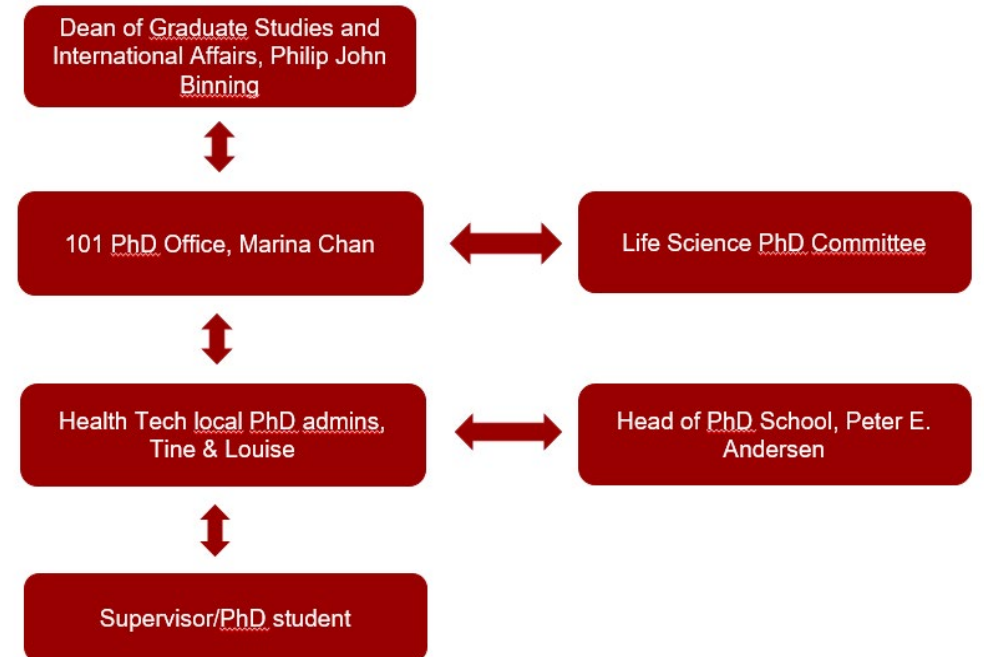 Dean of Graduate Studies and
International Affairs, Philip John
Binning
101 PhD Office, Marina Chan
Life Science PhD Committee
Health Tech local PhD admins,
Tine & Louise
Head of PhD School, Peter E.
Andersen
Supervisor/PhD student